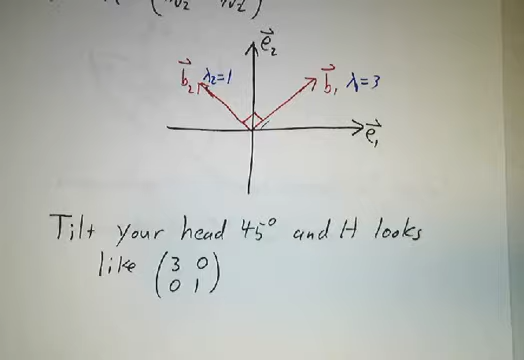 e⃗₂
b⃗₂ λ₂=1
b⃗₁ λ=3
e⃗₁
Tilt your head 45° and H looks
like (3 0
0 1)